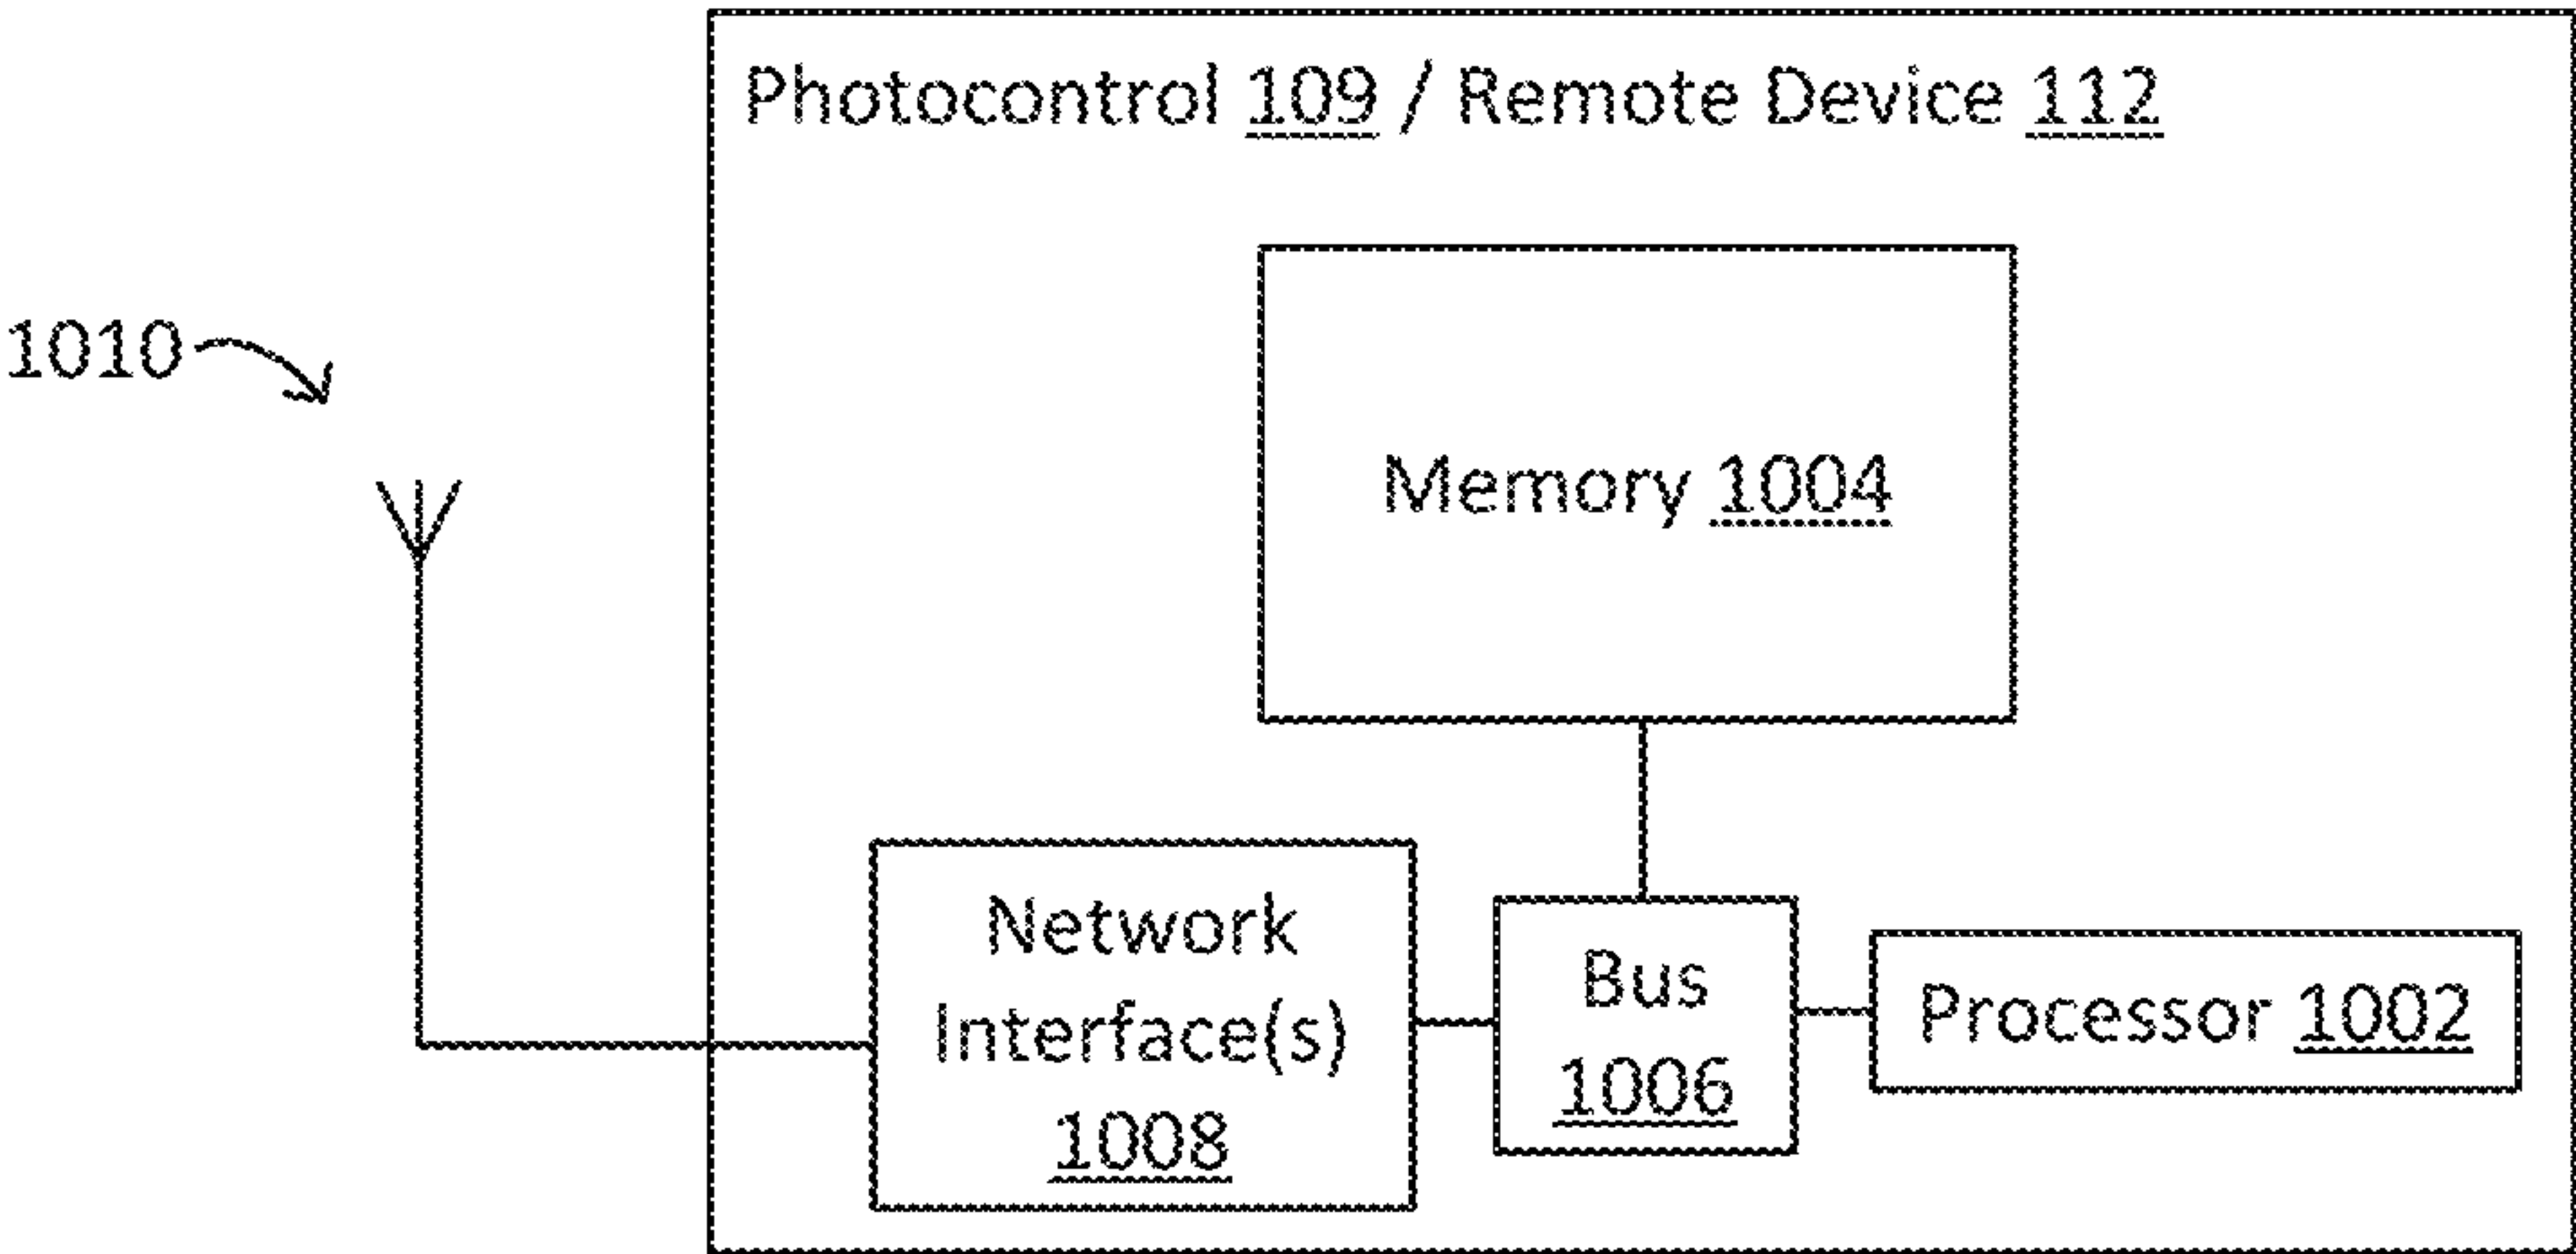 Photocontrol 109 / Remote Device 112
1010
Memory 1004
Network
Interface(s)
1008
Bus
1006
Processor 1002